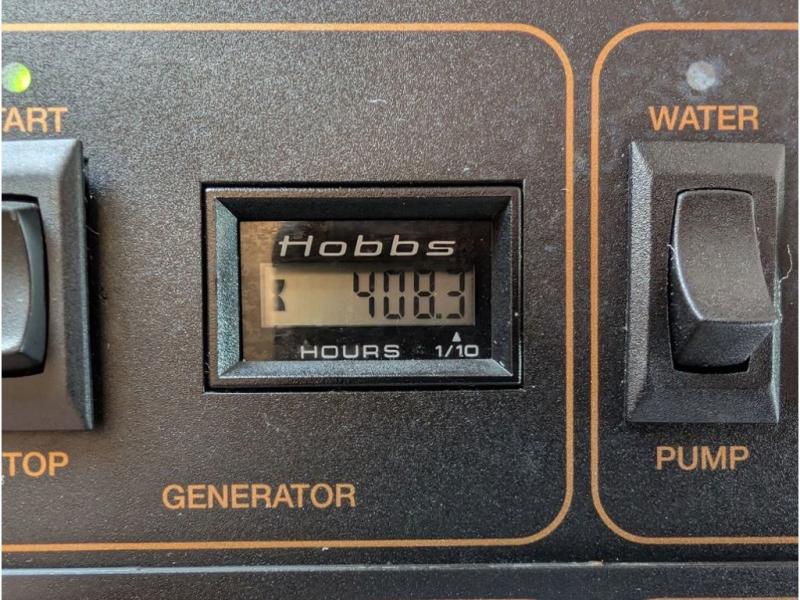 TART
WATER
Hobbs
408.3
HOURS 1/10
TOP
PUMP
GENERATOR